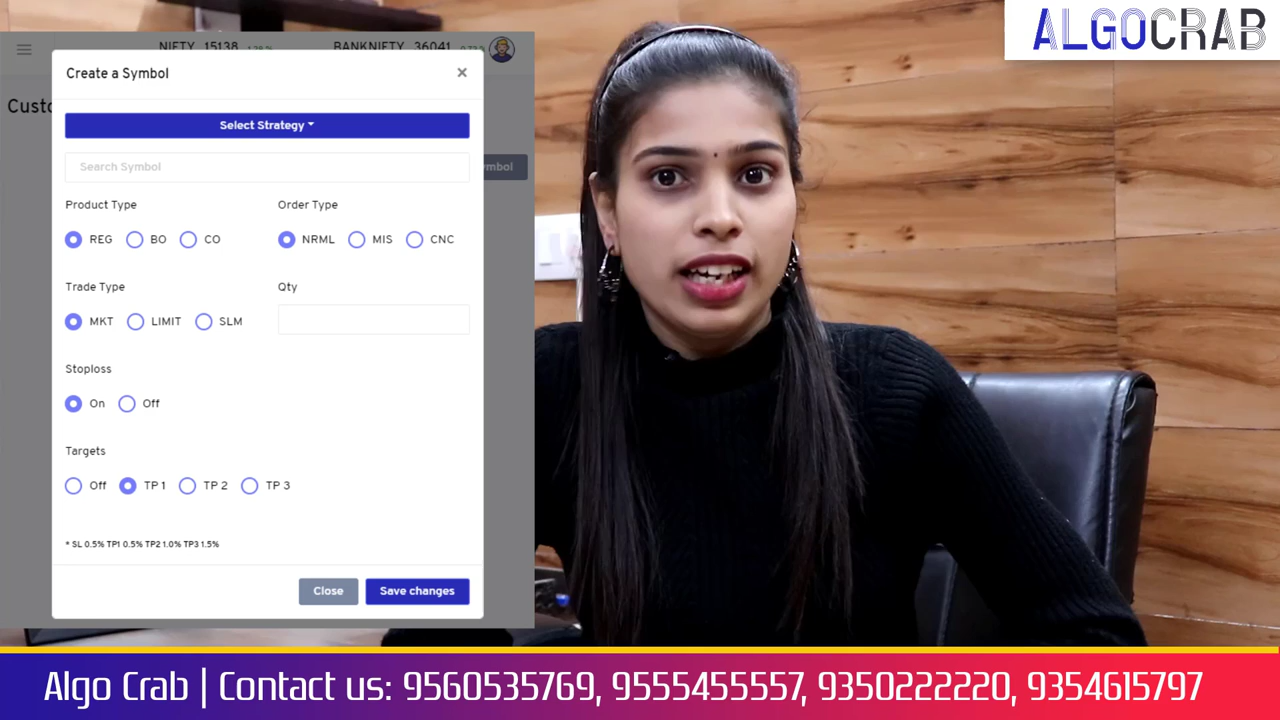 ALGOCRAB
NIFTY 15138
BANKNIFTY 36041
Create a Symbol ×
Custo
Select Strategy
Search Symbol
mbol
Product Type
Order Type
REG BO CO
NRML MIS CNC
Trade Type
Qty
MKT LIMIT SLM
Stoploss
On Off
Targets
Off TP 1 TP 2 TP 3
* SL 0.5% TP1 0.5% TP2 1.0% TP3 1.5%
Close Save changes
Algo Crab | Contact us: 9560535769, 9555455557, 9350222220, 9354615797